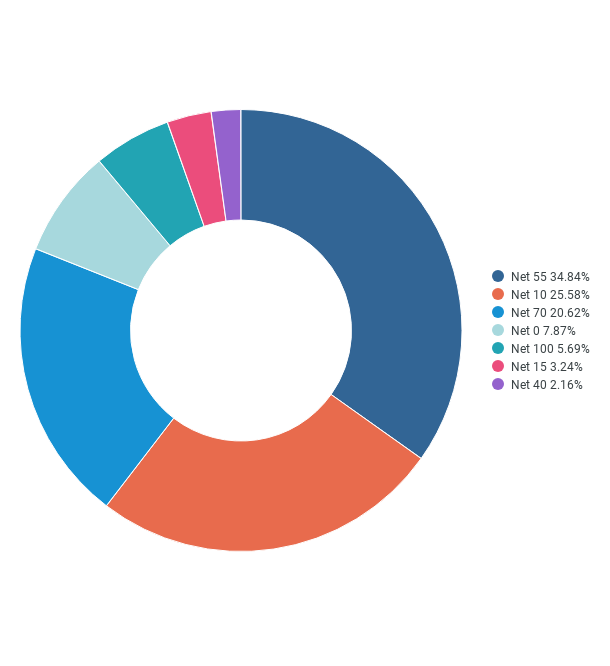 Net 55 34.84%
Net 10 25.58%
Net 70 20.62%
Net 0 7.87%
Net 100 5.69%
Net 15 3.24%
Net 40 2.16%